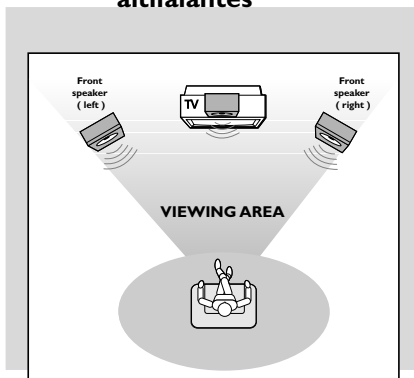 altifalantes
Front
speaker
( left )
TV
Front
speaker
( right )
VIEWING AREA